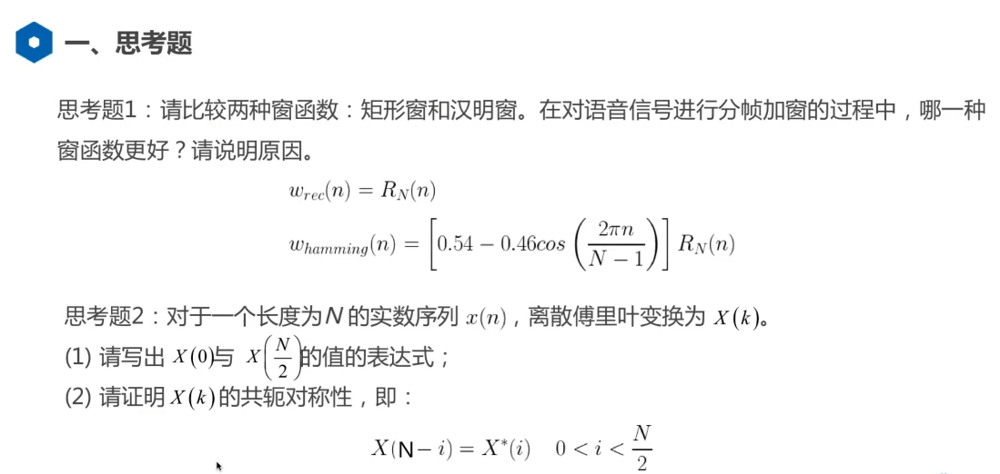 一、思考题
思考题1：请比较两种窗函数：矩形窗和汉明窗。在对语音信号进行分帧加窗的过程中，哪一种
窗函数更好？请说明原因。
$w_{rec}(n) = R_N(n)$
$w_{hamming}(n) = \left[0.54 - 0.46cos\left(\frac{2\pi n}{N-1}\right)\right] R_N(n)$
思考题2：对于一个长度为N的实数序列 $x(n)$，离散傅里叶变换为 $X(k)$。
(1) 请写出 $X(0)$与 $X\left(\frac{N}{2}\right)$的值的表达式；
(2) 请证明$X(k)$的共轭对称性，即：
$X(N-i) = X^*(i) \quad 0 < i < \frac{N}{2}$